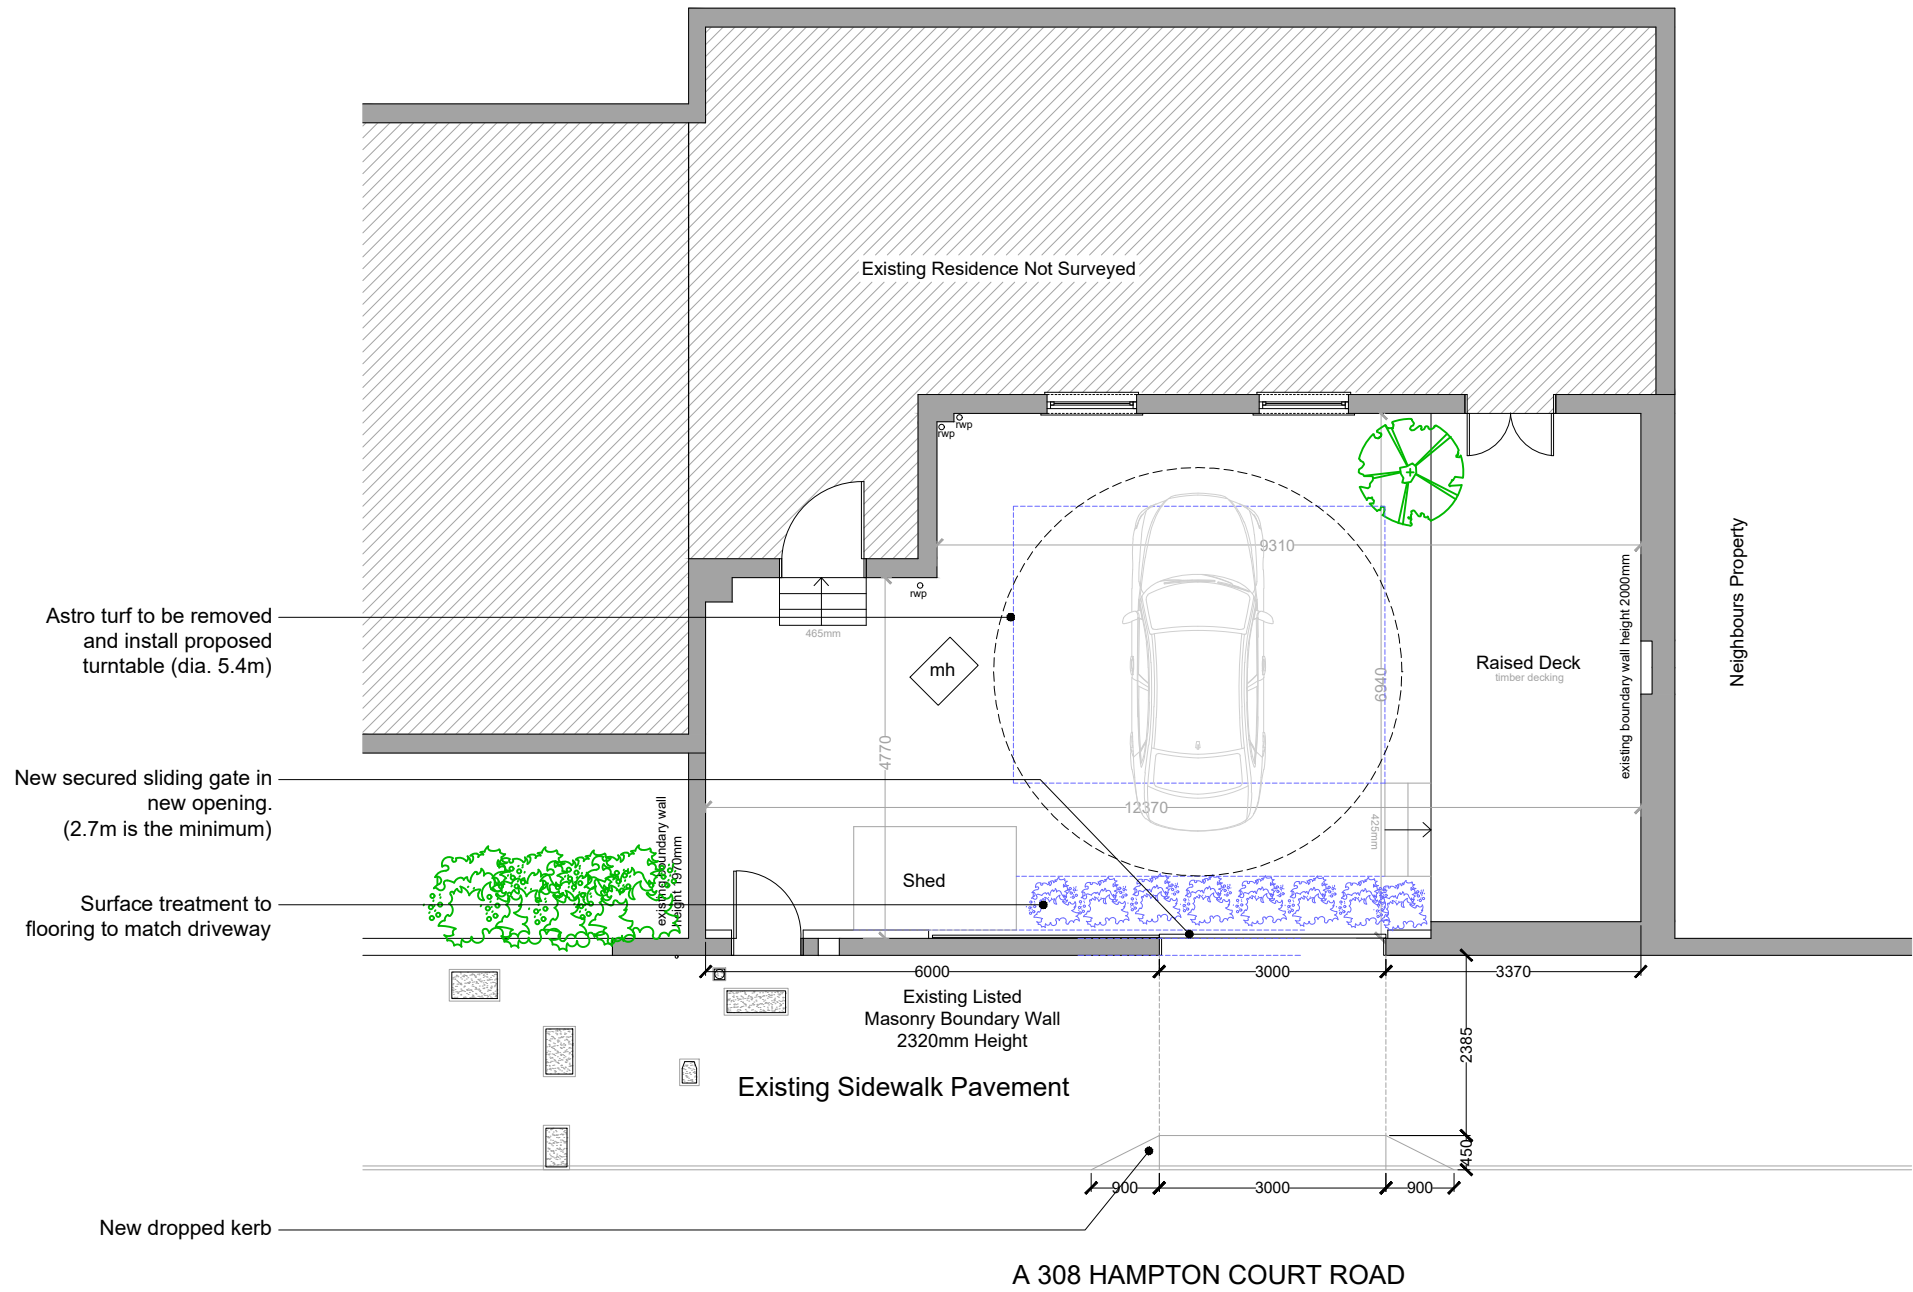 Existing Residence Not Surveyed
rwp
rwp
9310
rwp
Neighbours Property
existing boundary wall height 2000mm
Astro turf to be removed
and install proposed
turntable (dia. 5.4m)
465mm
mh
Raised Deck
timber decking
6940
4770
New secured sliding gate in
new opening.
(2.7m is the minimum)
12370
425mm
existing boundary wall
height 1970mm
Shed
Surface treatment to
flooring to match driveway
6000
3000
3370
Existing Listed
Masonry Boundary Wall
2320mm Height
2385
Existing Sidewalk Pavement
450
900
3000
900
New dropped kerb
A 308 HAMPTON COURT ROAD